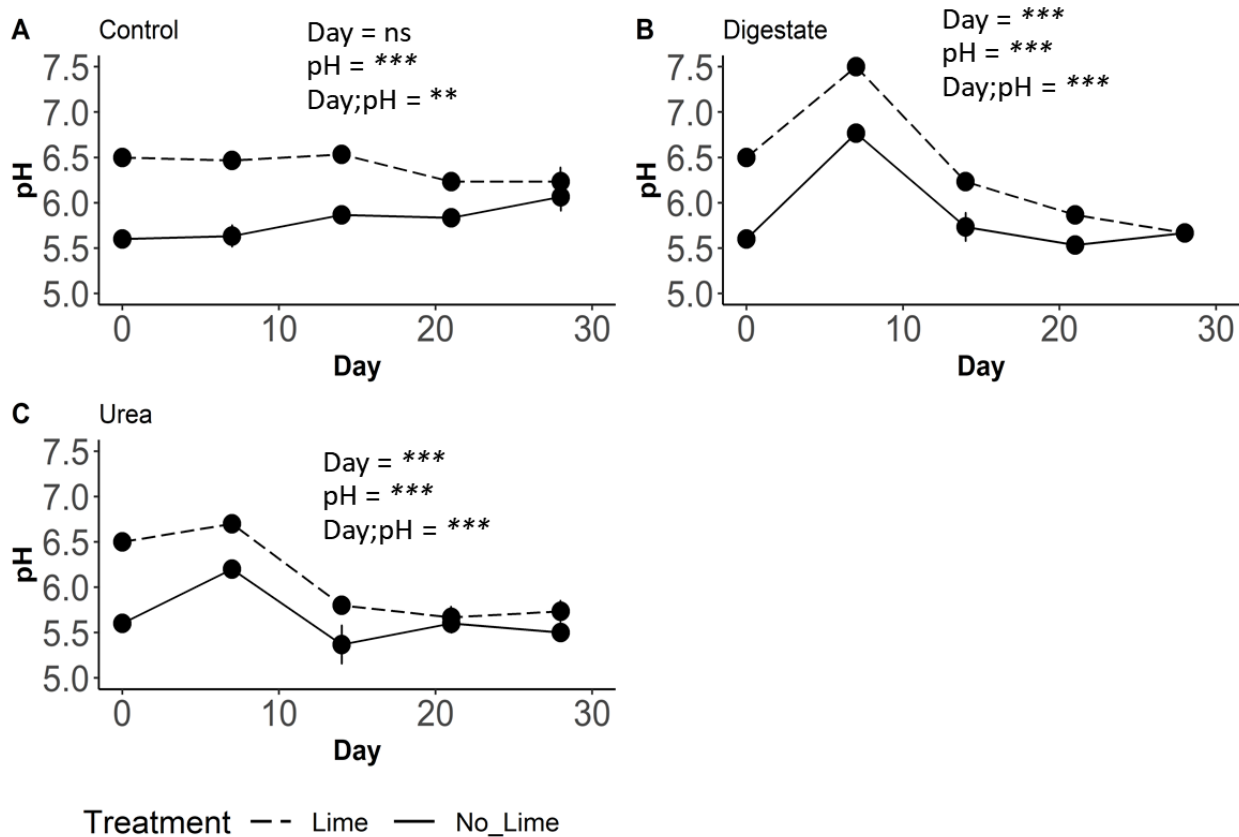 A Control
Day = ns
pH = ***
Day;pH = **
7.5
7.0
6.5
6.0
5.5
5.0
pH
0 10 20 30
Day
B Digestate
Day = ***
pH = ***
Day;pH = ***
7.5
7.0
6.5
6.0
5.5
5.0
pH
0 10 20 30
Day
C Urea
Day = ***
pH = ***
Day;pH = ***
7.5
7.0
6.5
6.0
5.5
5.0
pH
0 10 20 30
Day
Treatment Lime No_Lime